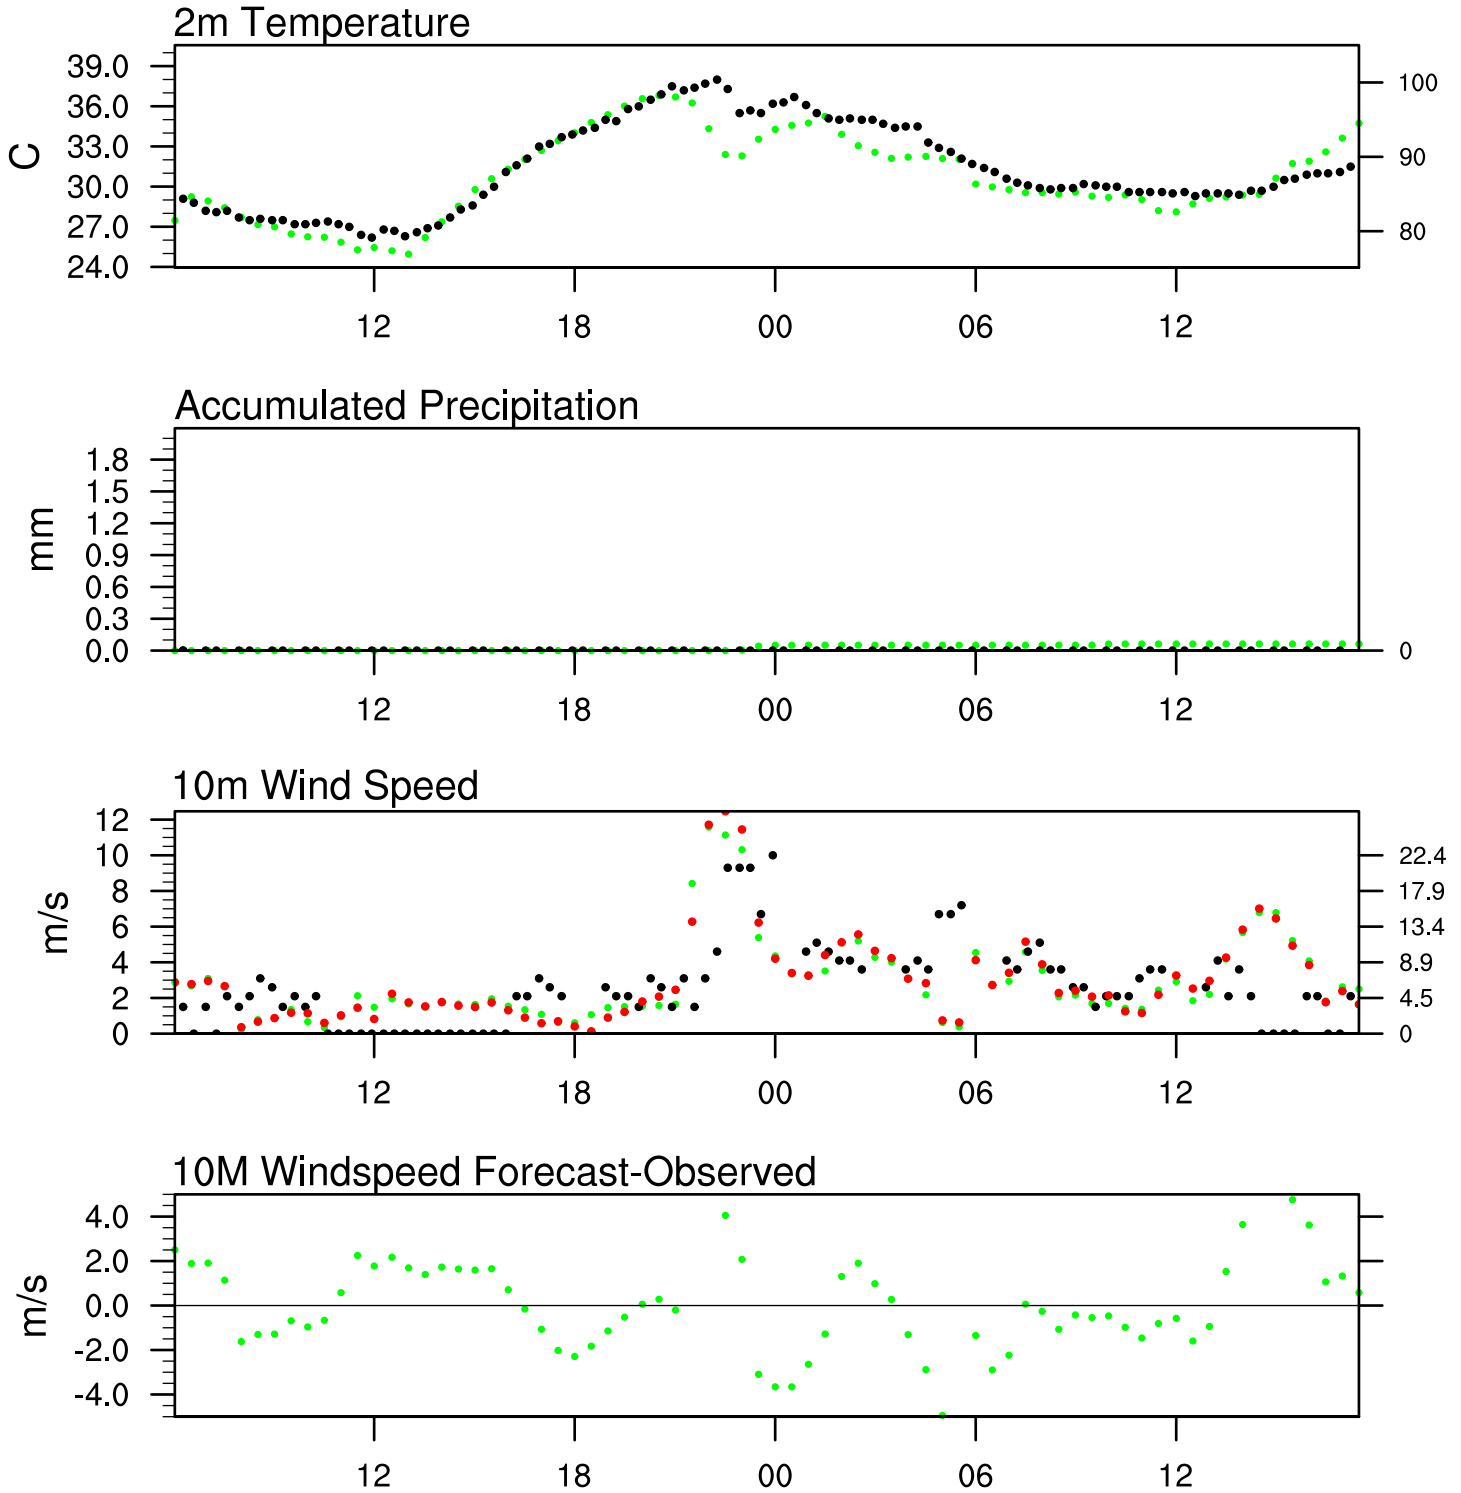 2m Temperature
39.0
36.0
33.0
30.0
27.0
24.0
C
100
90
80
12 18 00 06 12
Accumulated Precipitation
1.8
1.5
1.2
0.9
0.6
0.3
0.0
mm
0
12 18 00 06 12
10m Wind Speed
12
10
8
6
4
2
0
m/s
22.4
17.9
13.4
8.9
4.5
0
12 18 00 06 12
10M Windspeed Forecast-Observed
4.0
2.0
0.0
-2.0
-4.0
m/s
12 18 00 06 12